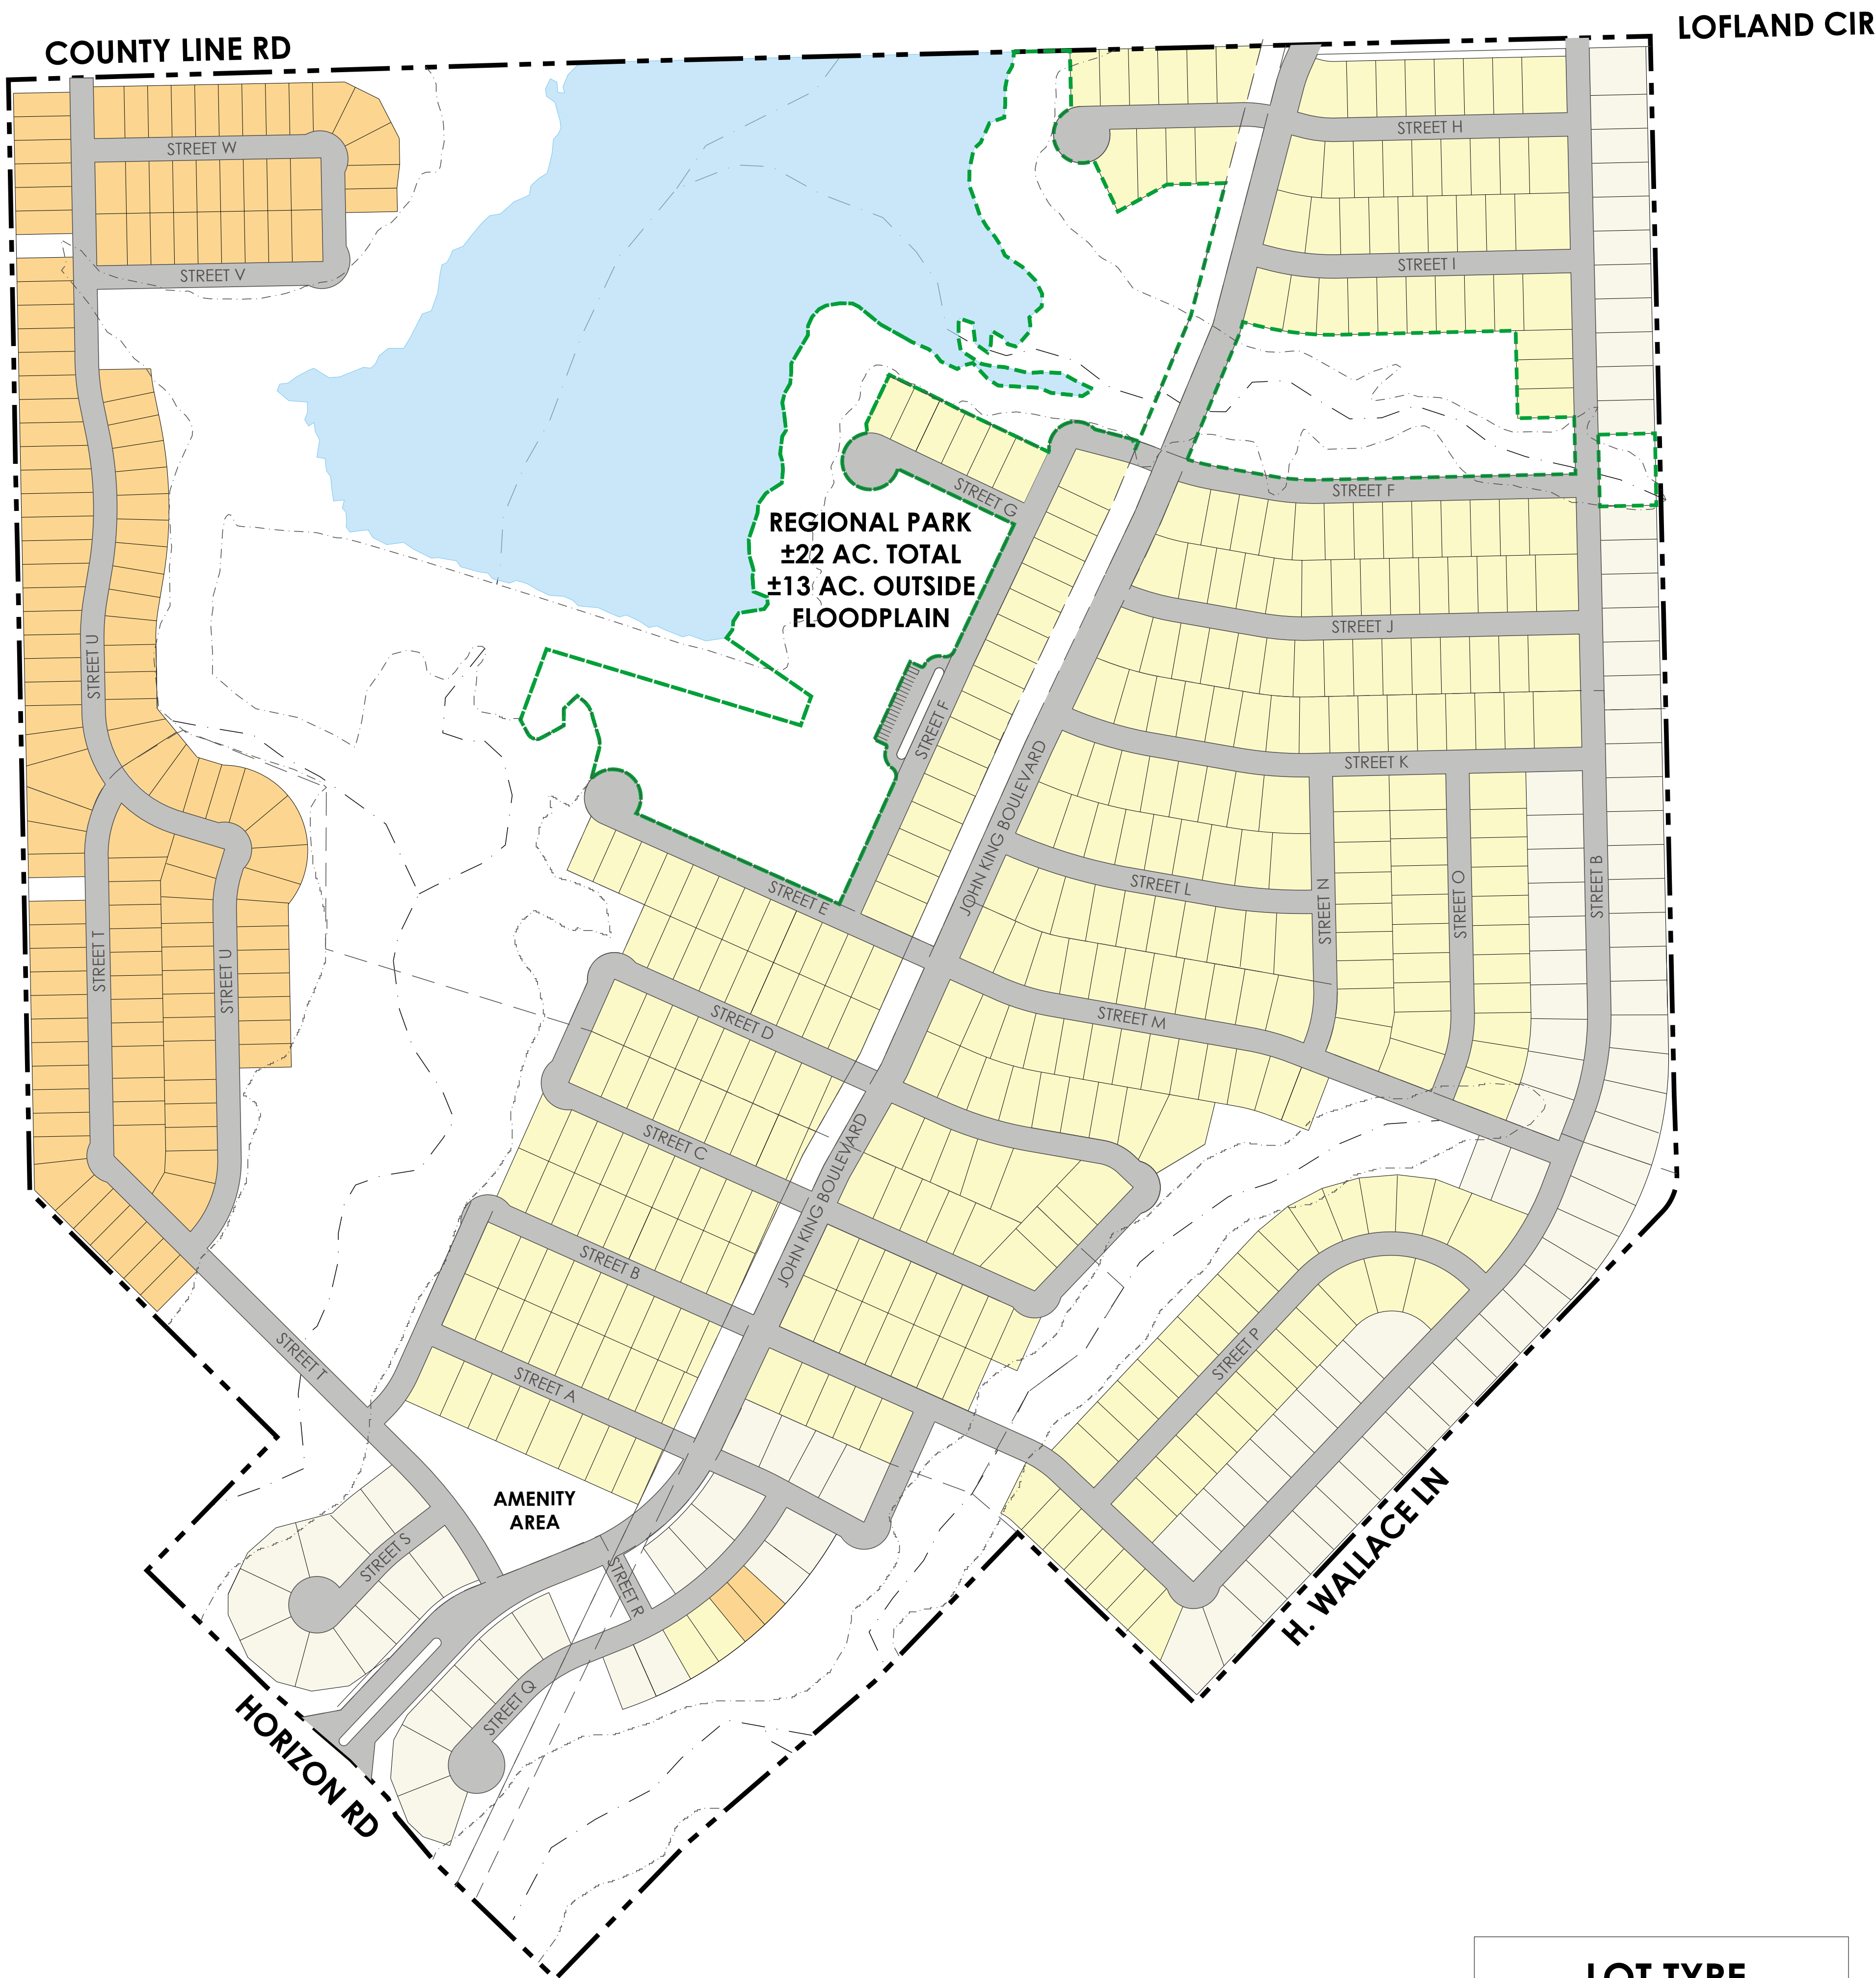 COUNTY LINE RD
LOFLAND CIR
STREET H
STREET W
STREET I
STREET V
STREET G
STREET F
REGIONAL PARK
±22 AC. TOTAL
±13 AC. OUTSIDE
FLOODPLAIN
STREET J
STREET U
STREET F
STREET K
JOHN KING BOULEVARD
STREET L
STREET E
STREET N
STREET O
STREET B
STREET T
STREET U
STREET D
STREET M
STREET C
JOHN KING BOULEVARD
STREET B
STREET T
STREET A
STREET P
AMENITY
AREA
STREET S
STREET R
H. WALLACE LN
STREET Q
HORIZON RD
LOT TYPE